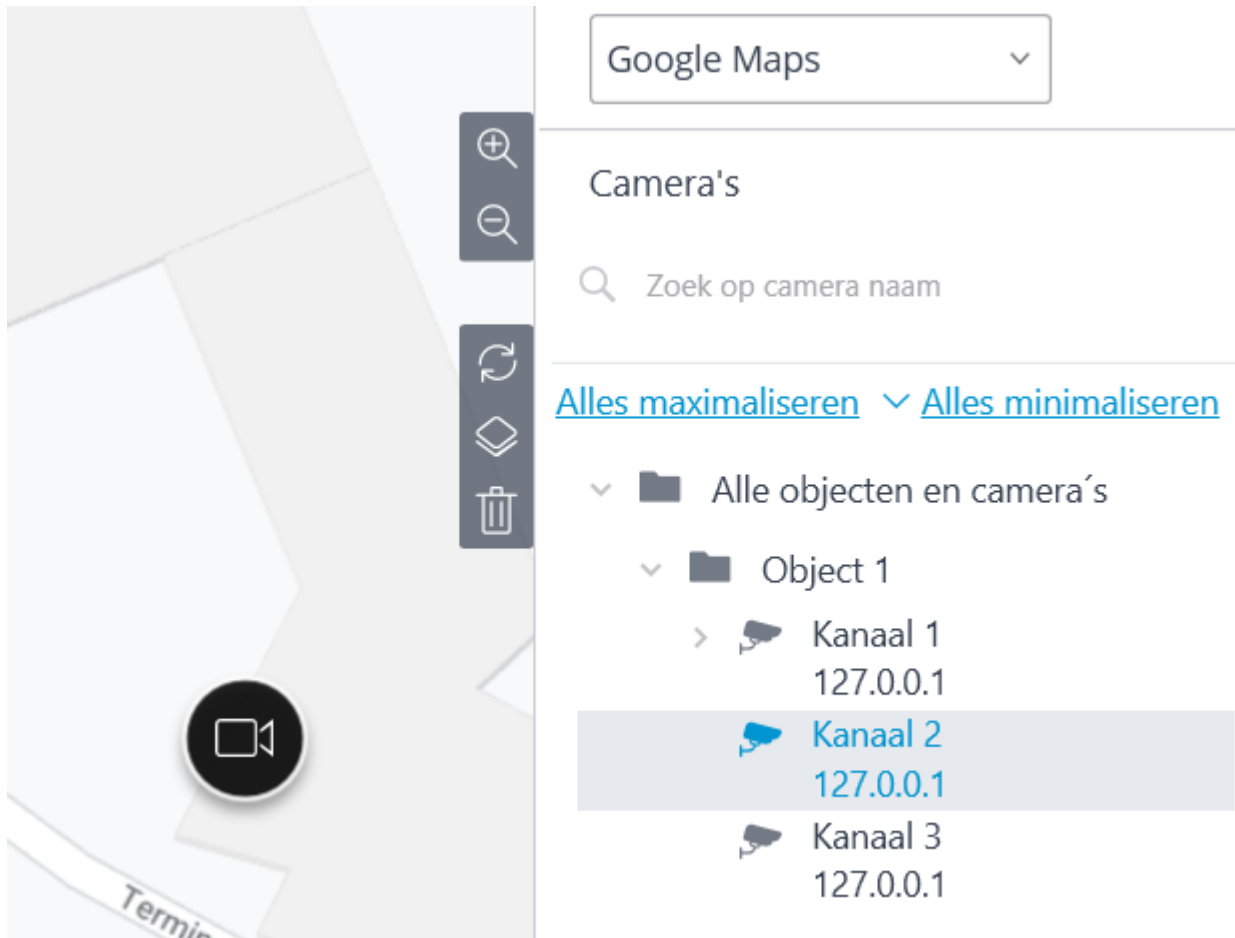 Google Maps
Camera's
Zoek op camera naam
Alles maximaliseren Alles minimaliseren
Alle objecten en camera´s
Object 1
Kanaal 1
127.0.0.1
Kanaal 2
127.0.0.1
Kanaal 3
127.0.0.1